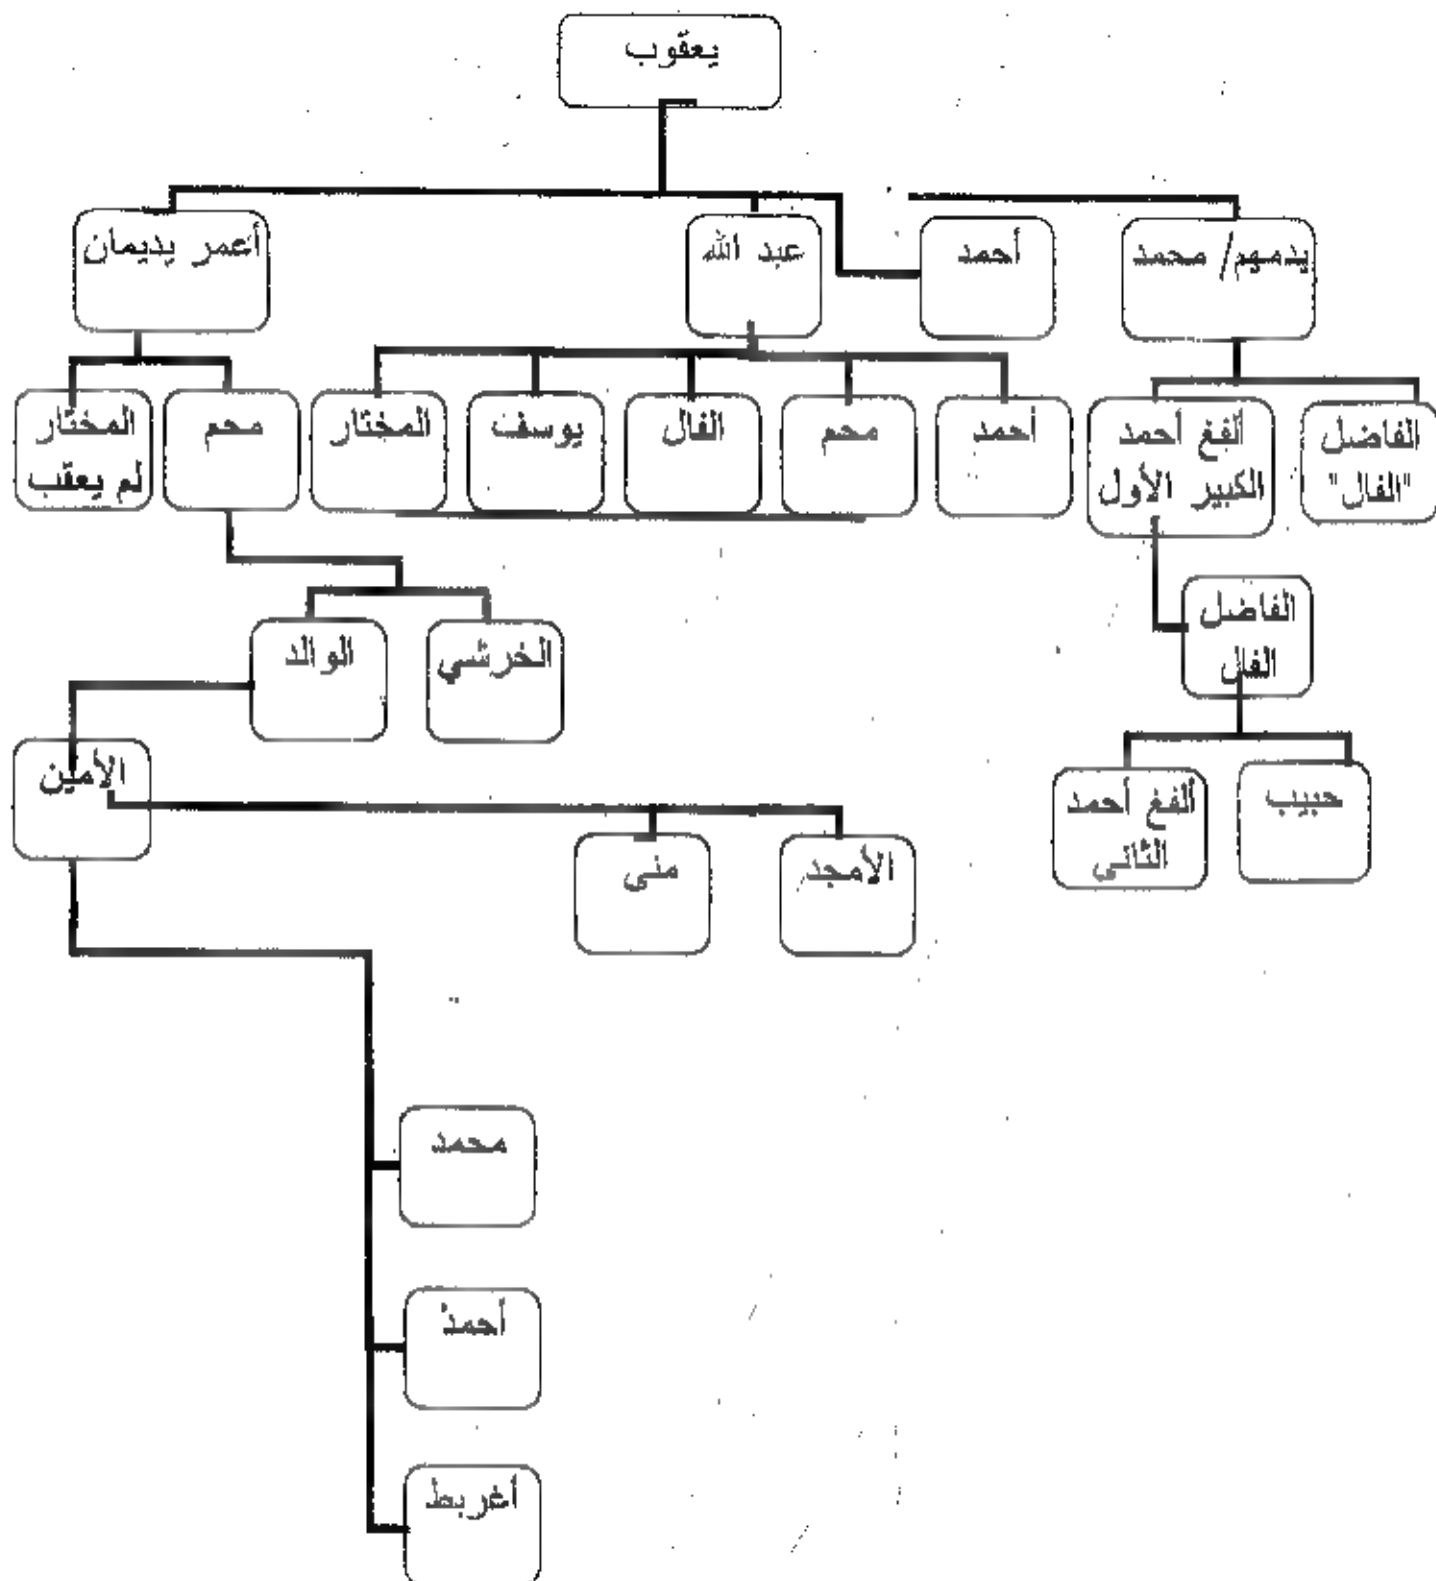 يعقوب
يدمهم/ محمد
أحمد
عبد الله
أعمر يديمان
الفاضل
"الفال"
ألفغ أحمد
الكبير الأول
أحمد
محم
الفال
يوسف
المختار
محم
المختار
لم يعقب
الفاضل
الفال
الخرشي
الوالد
حبيب
ألفغ أحمد
الثاني
الأمين
الأمجد
منى
محمد
أحمد
أغربط